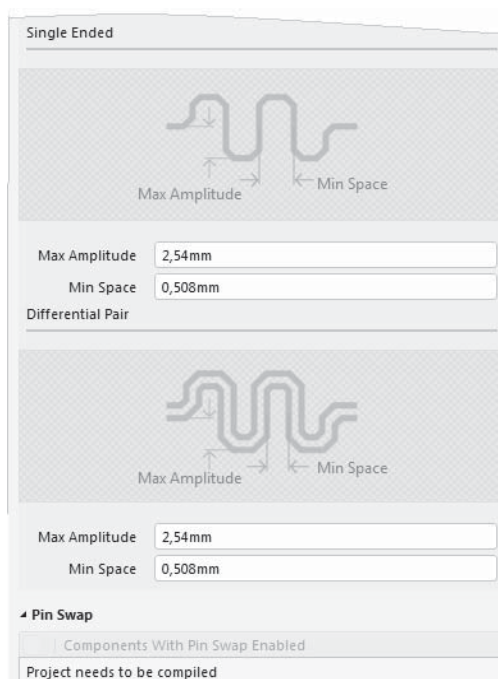 Single Ended
Max Amplitude
Min Space
Max Amplitude 2,54mm
Min Space 0,508mm
Differential Pair
Max Amplitude
Min Space
Max Amplitude 2,54mm
Min Space 0,508mm
Pin Swap
Components With Pin Swap Enabled
Project needs to be compiled